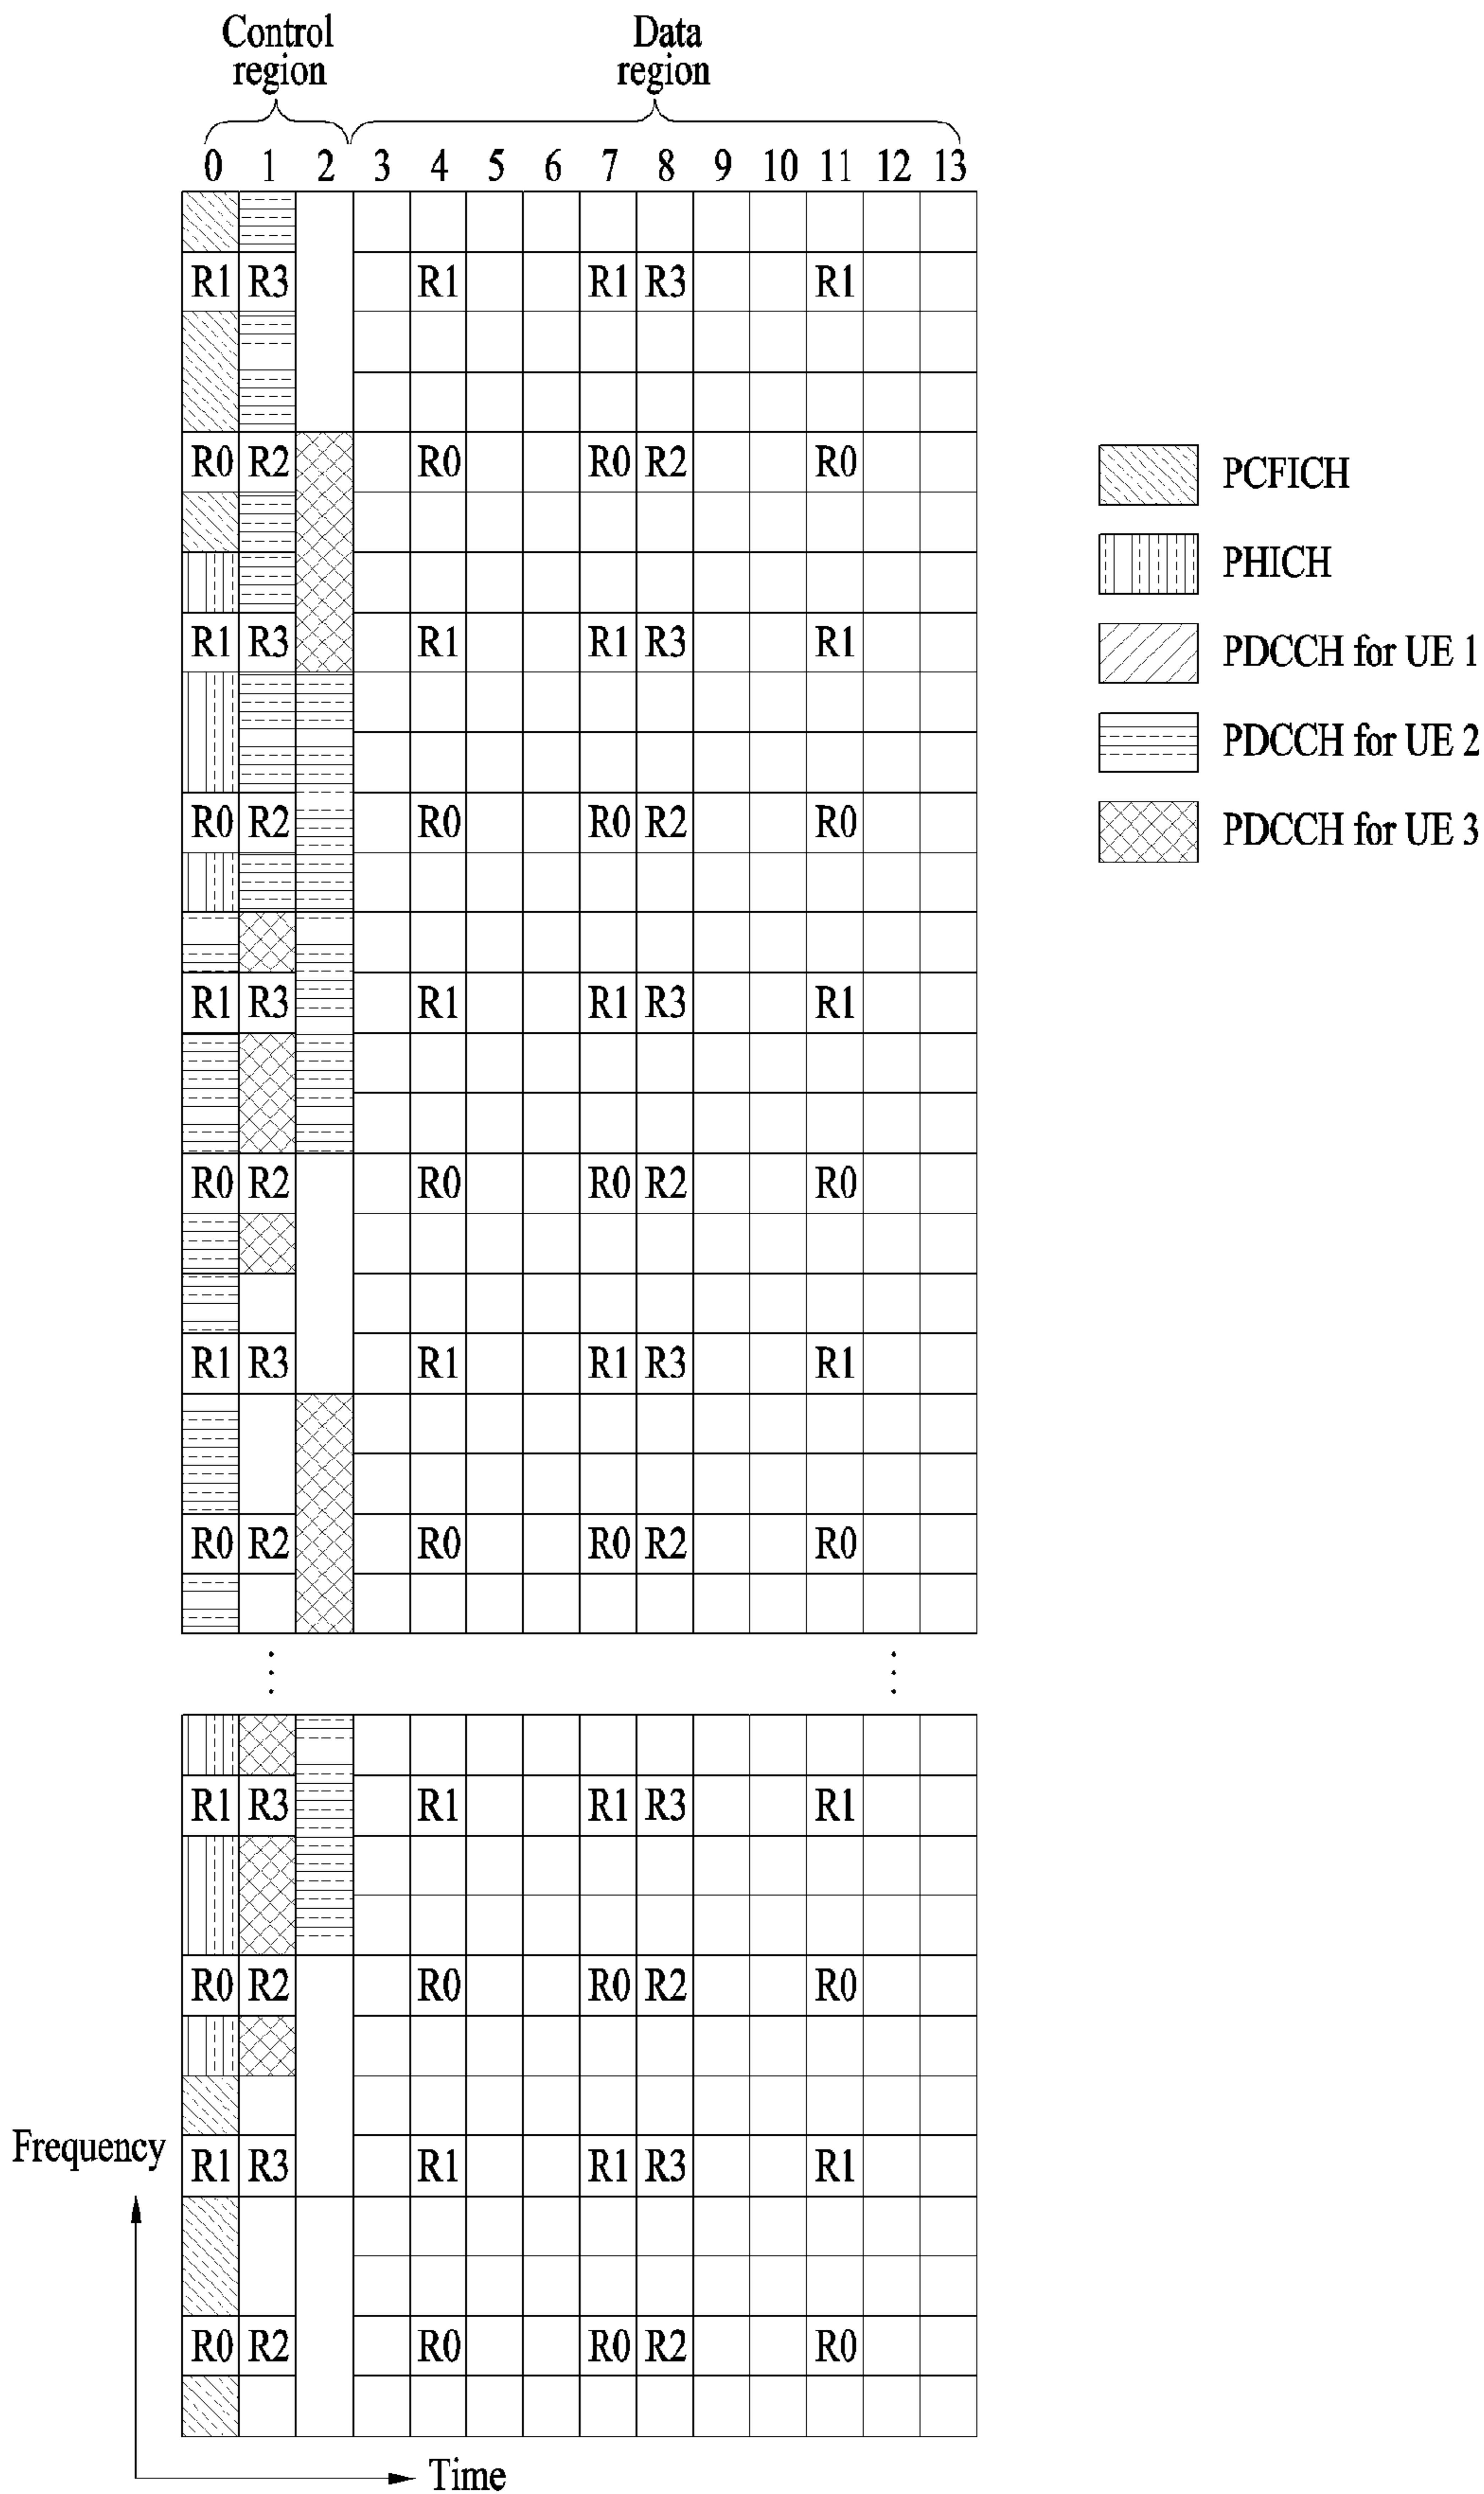 Control region
Data region
0 1 2 3 4 5 6 7 8 9 10 11 12 13
R1 R3 R1 R1 R3 R1
R0 R2 R0 R0 R2 R0
PCFICH
PHICH
R1 R3 R1 R1 R3 R1
PDCCH for UE 1
PDCCH for UE 2
R0 R2 R0 R0 R2 R0
PDCCH for UE 3
R1 R3 R1 R1 R3 R1
R0 R2 R0 R0 R2 R0
R1 R3 R1 R1 R3 R1
R0 R2 R0 R0 R2 R0
R1 R3 R1 R1 R3 R1
R0 R2 R0 R0 R2 R0
Frequency
R1 R3 R1 R1 R3 R1
R0 R2 R0 R0 R2 R0
Time